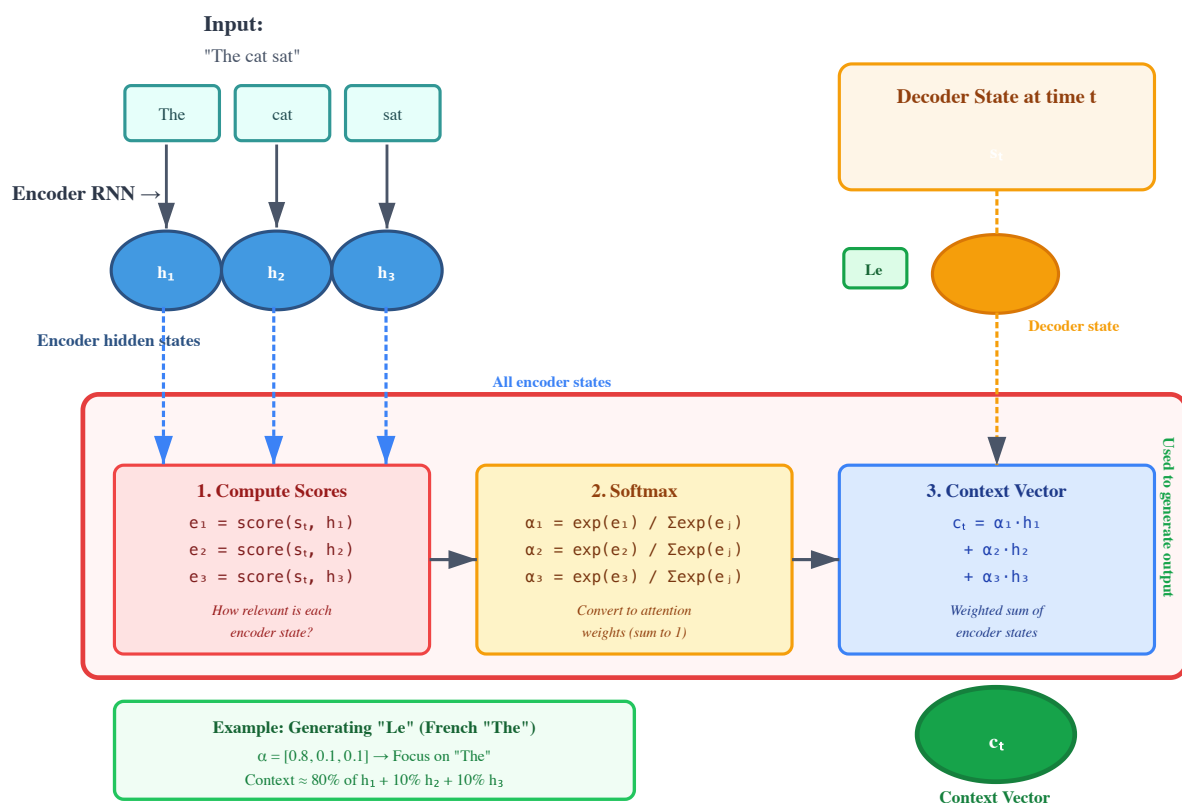 Input:
"The cat sat"
The
cat
sat
Encoder RNN →
h₁
h₂
h₃
Encoder hidden states
Decoder State at time t
sₜ
Le
Decoder state
All encoder states
1. Compute Scores
e₁ = score(sₜ, h₁)
e₂ = score(sₜ, h₂)
e₃ = score(sₜ, h₃)
How relevant is each
encoder state?
2. Softmax
α₁ = exp(e₁) / Σexp(eⱼ)
α₂ = exp(e₂) / Σexp(eⱼ)
α₃ = exp(e₃) / Σexp(eⱼ)
Convert to attention
weights (sum to 1)
3. Context Vector
cₜ = α₁·h₁
+ α₂·h₂
+ α₃·h₃
Weighted sum of
encoder states
Used to generate output
Example: Generating "Le" (French "The")
α = [0.8, 0.1, 0.1] → Focus on "The"
Context ≈ 80% of h₁ + 10% h₂ + 10% h₃
cₜ
Context Vector